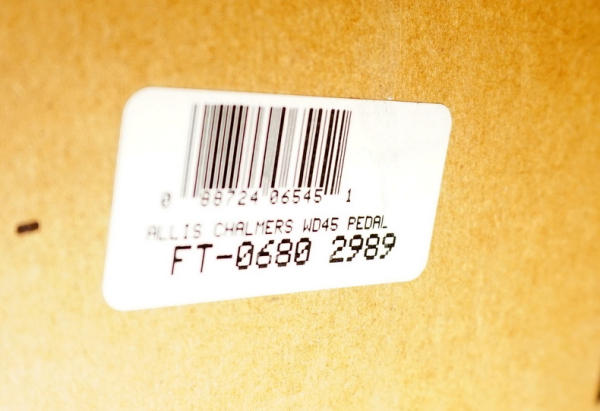 0 88724 06545 1
ALLIS CHALMERS WD45 PEDAL
FT-0680 2989